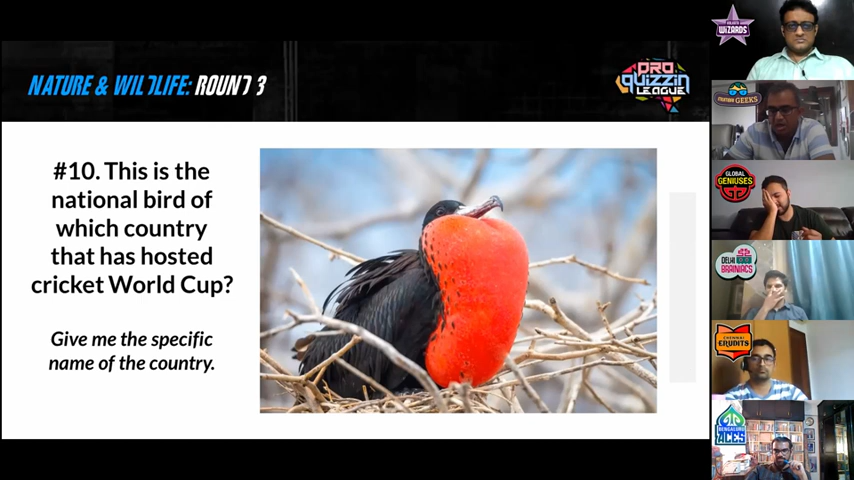 NATURE & WILDLIFE: ROUND 3
PRO
QUIZZIN
LEAGUE
#10. This is the
national bird of
which country
that has hosted
cricket World Cup?
Give me the specific
name of the country.
WIZARDS
GEEKS
GLOBAL
GENIUSES
DELHI
BRAINIACS
CHENNAI
ERUDITS
BENGALURU
ACES